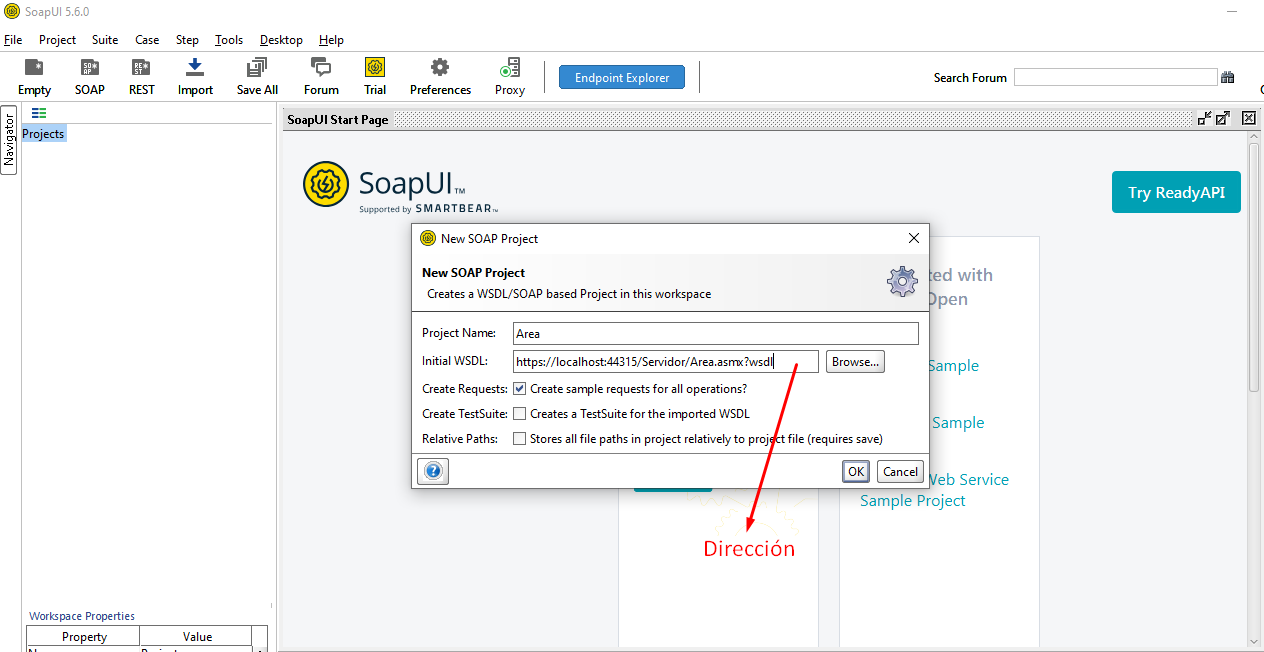 SoapUI 5.6.0
File Project Suite Case Step Tools Desktop Help
Empty SOAP REST Import Save All Forum Trial Preferences Proxy Endpoint Explorer Search Forum
Navigator
Projects
SoapUI Start Page
SoapUI™
Supported by SMARTBEAR™
Try ReadyAPI
New SOAP Project
New SOAP Project
Creates a WSDL/SOAP based Project in this workspace
Project Name: Area
Initial WSDL: https://localhost:44315/Servidor/Area.asmx?wsdl Browse...
Create Requests: Create sample requests for all operations?
Create TestSuite: Creates a TestSuite for the imported WSDL
Relative Paths: Stores all file paths in project relatively to project file (requires save)
OK Cancel
with
Open
Sample
Sample
Web Service
Sample Project
Dirección
Workspace Properties
Property Value